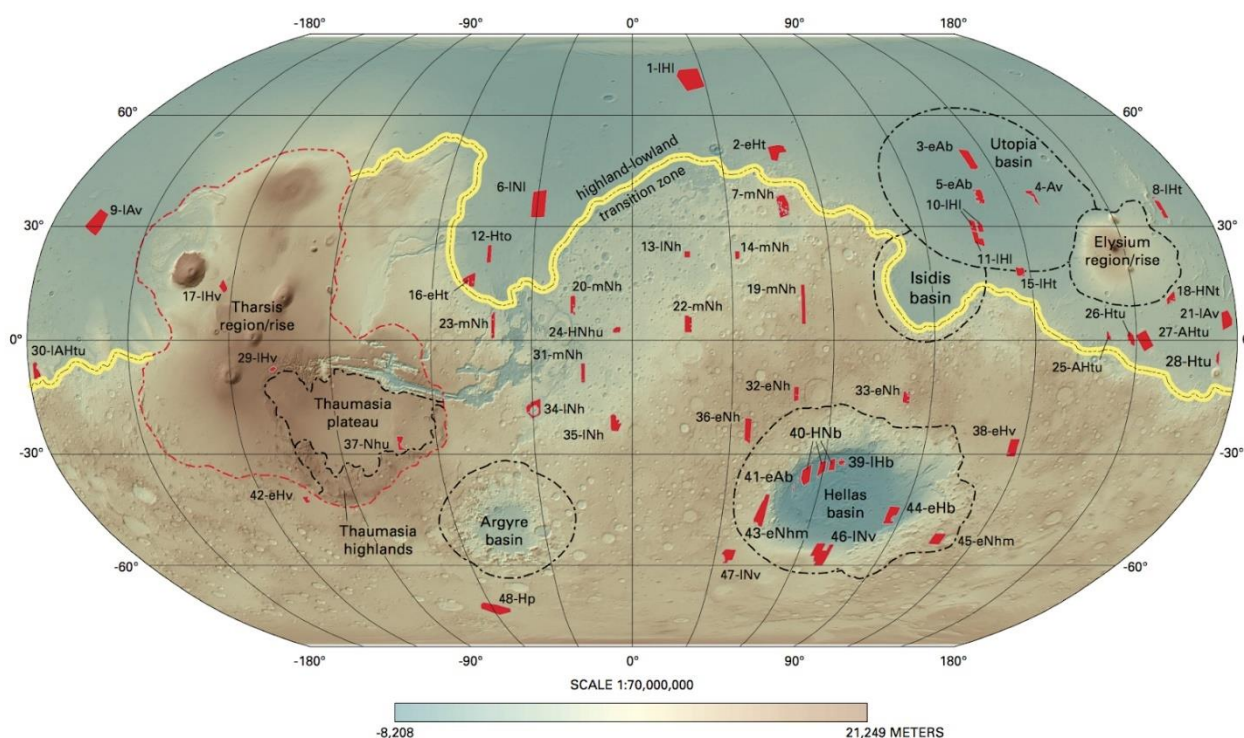 -180°
-90°
0°
90°
180°
1-lHl
60°
60°
2-eHt
3-eAb
Utopia
basin
highland-lowland
transition zone
6-lNl
5-eAb
4-Av
8-lHt
7-mNh
9-lAv
10-lHl
30°
30°
12-Hto
13-lNh
14-mNh
11-lHl
Elysium
region/rise
Isidis
basin
15-lHt
16-eHt
20-mNh
19-mNh
18-HNt
17-lHv
Tharsis
region/rise
22-mNh
26-Htu
21-lAv
23-mNh
24-HNhu
27-AHtu
0°
0°
30-lAHtu
29-lHv
31-mNh
25-AHtu
28-Htu
32-eNh
33-eNh
Thaumasia
plateau
34-lNh
35-lNh
36-eNh
38-eHv
37-Nhu
40-HNb
-30°
-30°
39-lHb
41-eAb
42-eHv
Hellas
basin
44-eHb
Argyre
basin
Thaumasia
highlands
43-eNhm
46-lNv
45-eNhm
47-lNv
-60°
-60°
48-Hp
-180°
-90°
0°
90°
180°
SCALE 1:70,000,000
-8,208
21,249 METERS